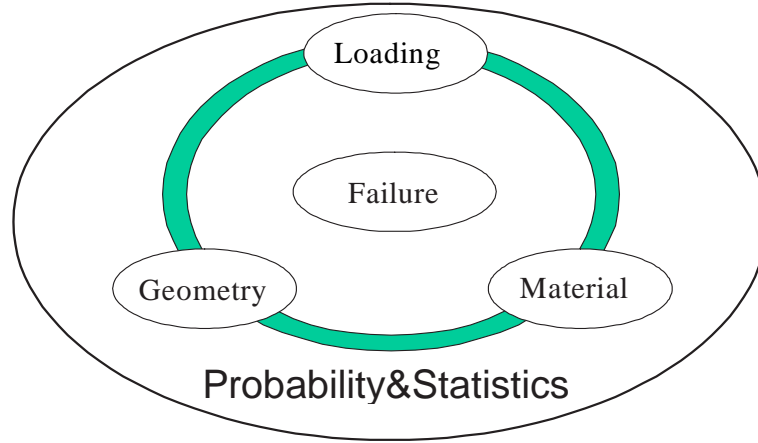 Loading
Failure
Geometry
Material
Probability&Statistics